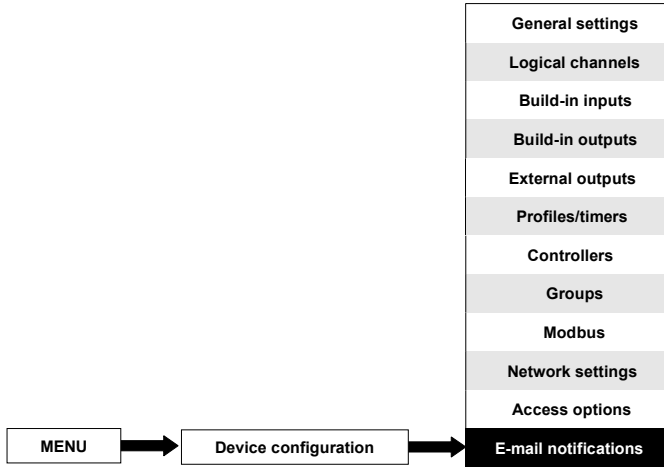 General settings
Logical channels
Build-in inputs
Build-in outputs
External outputs
Profiles/timers
Controllers
Groups
Modbus
Network settings
Access options
MENU
Device configuration
E-mail notifications